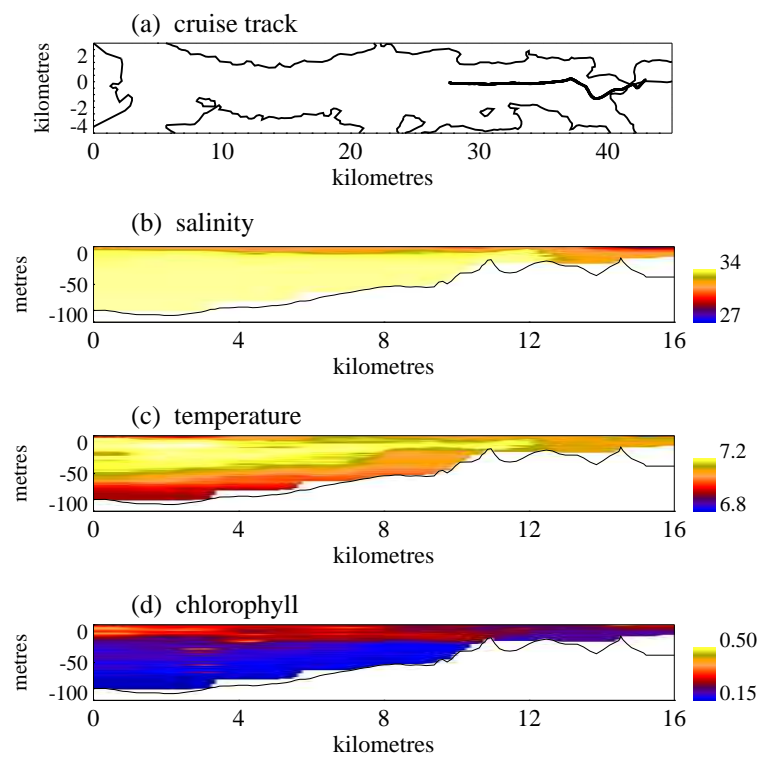 (a) cruise track
kilometres
2
0
-2
-4
0 10 20 30 40
kilometres
(b) salinity
metres
0
-50
-100
0 4 8 12 16
kilometres
34
27
(c) temperature
metres
0
-50
-100
0 4 8 12 16
kilometres
7.2
6.8
(d) chlorophyll
metres
0
-50
-100
0 4 8 12 16
kilometres
0.50
0.15